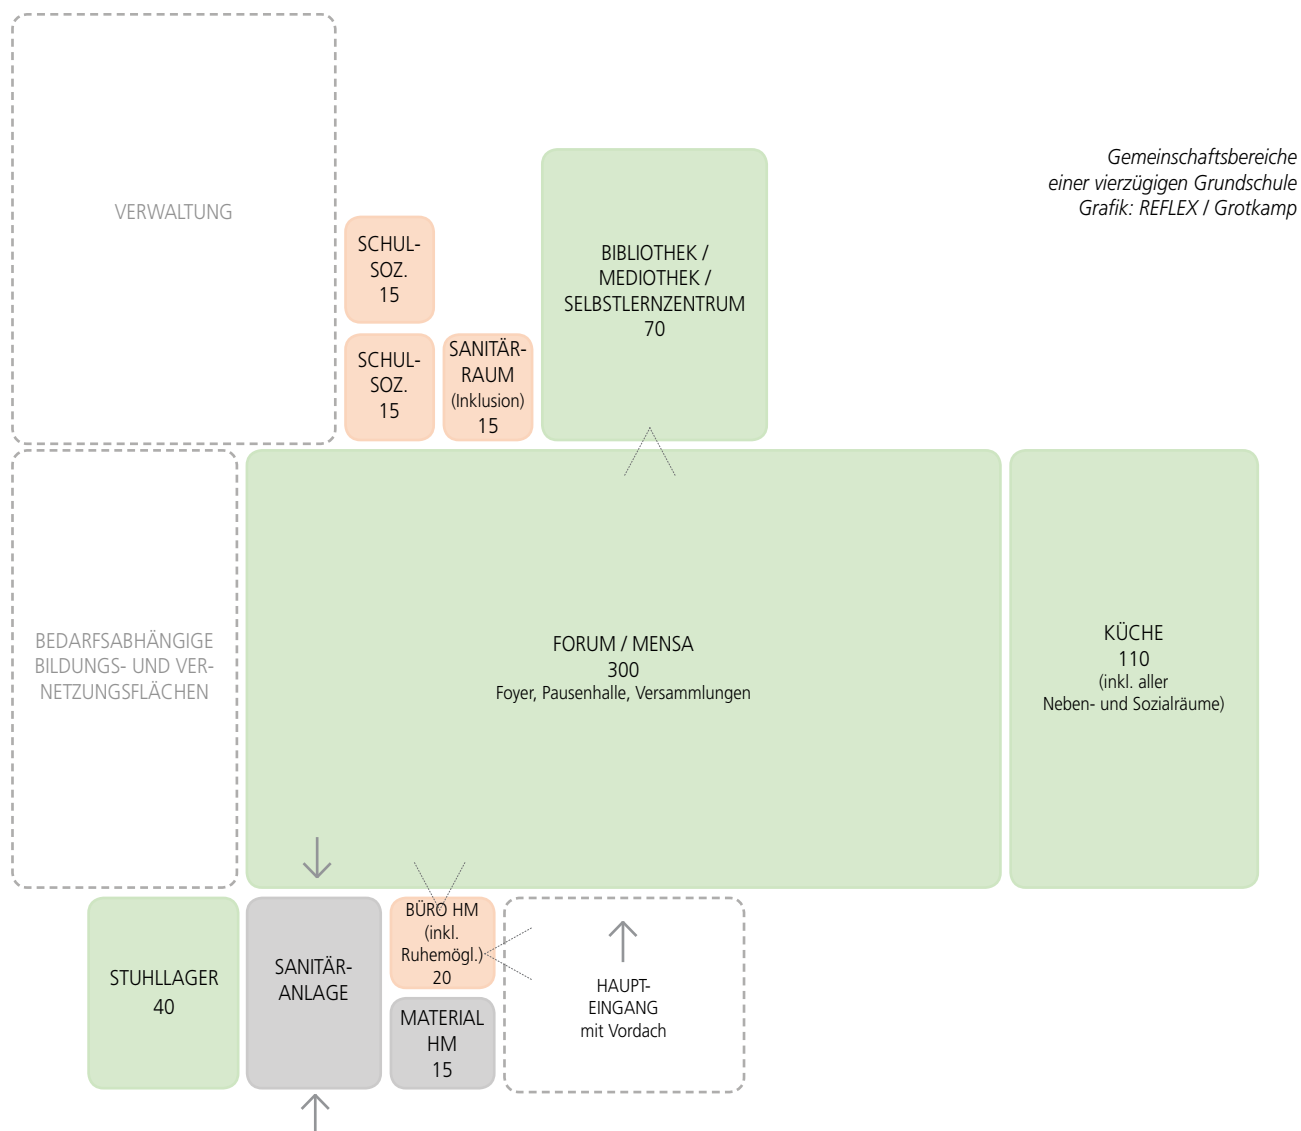 VERWALTUNG
SCHUL-
SOZ.
15
SCHUL-
SOZ.
15
SANITÄR-
RAUM
(Inklusion)
15
BIBLIOTHEK /
MEDIOTHEK /
SELBSTLERNZENTRUM
70
Gemeinschaftsbereiche
einer vierzügigen Grundschule
Grafik: REFLEX / Grotkamp
BEDARFSABHÄNGIGE
BILDUNGS- UND VER-
NETZUNGSFLÄCHEN
FORUM / MENSA
300
Foyer, Pausenhalle, Versammlungen
KÜCHE
110
(inkl. aller
Neben- und Sozialräume)
STUHLLAGER
40
SANITÄR-
ANLAGE
BÜRO HM
(inkl.
Ruhemögl.)
20
MATERIAL
HM
15
HAUPT-
EINGANG
mit Vordach